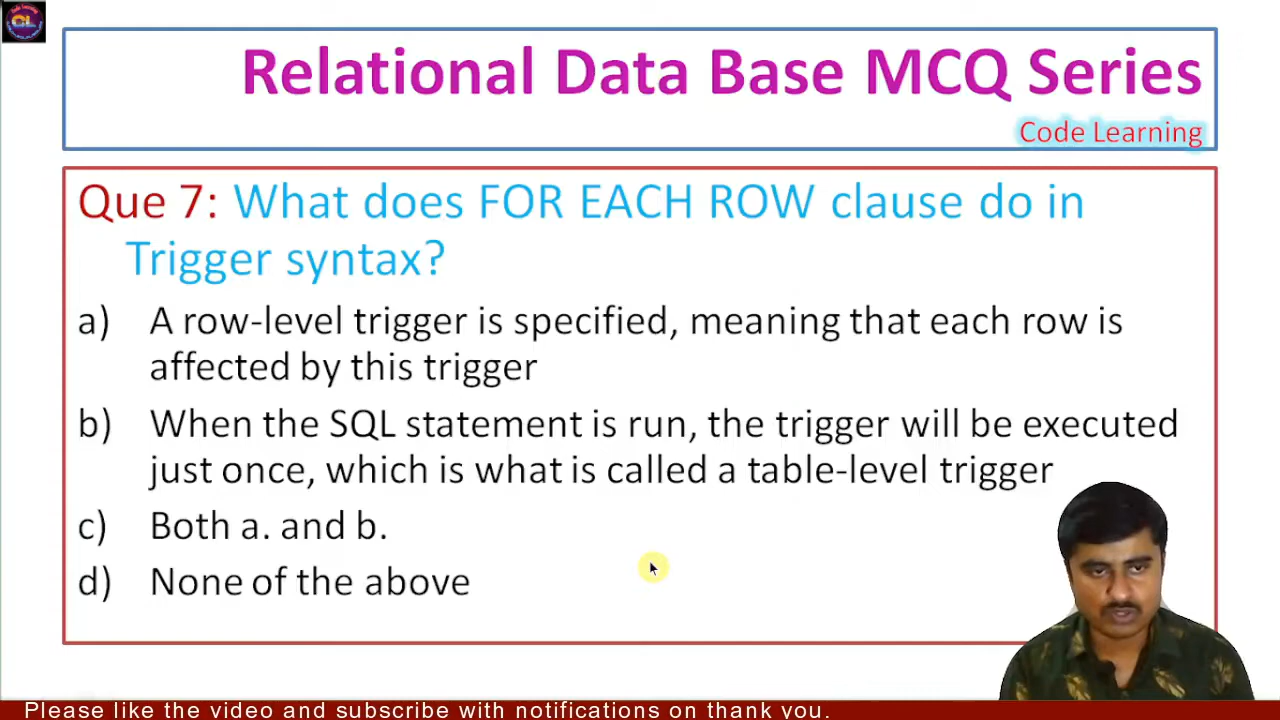 Relational Data Base MCQ Series
Code Learning
Que 7: What does FOR EACH ROW clause do in
Trigger syntax?
a) A row-level trigger is specified, meaning that each row is
affected by this trigger
b) When the SQL statement is run, the trigger will be executed
just once, which is what is called a table-level trigger
c) Both a. and b.
d) None of the above
Please like the video and subscribe with notifications on thank you.